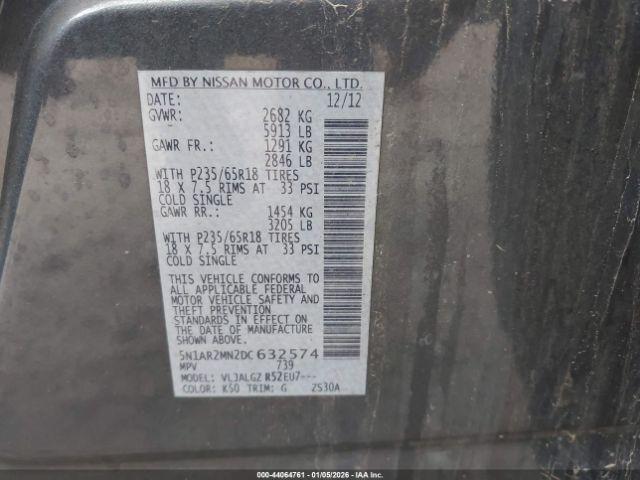 MFD BY NISSAN MOTOR CO., LTD.
DATE: 12/12
GVWR: 2682 KG
5913 LB
GAWR FR.: 1291 KG
2846 LB
WITH P235/65R18 TIRES
18 X 7.5 RIMS AT 33 PSI
COLD SINGLE
GAWR RR.: 1454 KG
3205 LB
WITH P235/65R18 TIRES
18 X 7.5 RIMS AT 33 PSI
COLD SINGLE
THIS VEHICLE CONFORMS TO
ALL APPLICABLE FEDERAL
MOTOR VEHICLE SAFETY AND
THEFT PREVENTION
STANDARDS IN EFFECT ON
THE DATE OF MANUFACTURE
SHOWN ABOVE.
5N1AR2MN2DC632574
MPV 739
MODEL: VLJALGZ R52EU7---
COLOR: K50 TRIM: G ZS30A
000-44064761 - 01/05/2026 - © IAA, Inc.